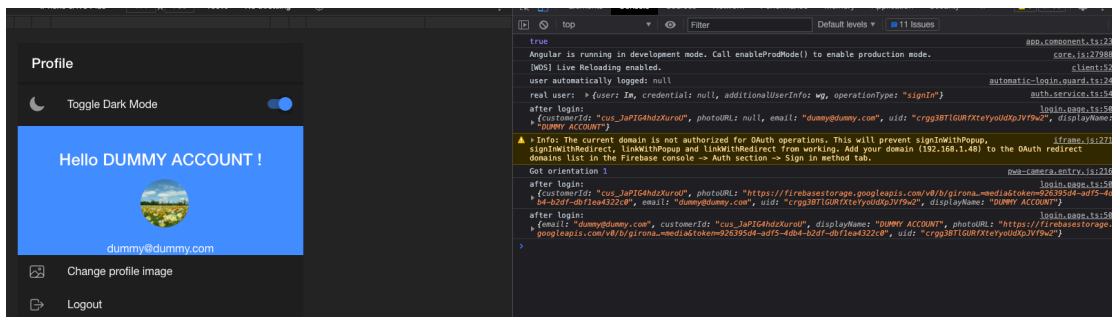 Profile
Toggle Dark Mode
Hello DUMMY ACCOUNT !
dummy@dummy.com
Change profile image
Logout
top
Filter
Default levels ▼
11 Issues
true app.component.ts:23
Angular is running in development mode. Call enableProdMode() to enable production mode. core.js:27988
[WDS] Live Reloading enabled. client:52
user automatically logged: null automatic-login.guard.ts:24
real user: ▶{user: Im, credential: null, additionalUserInfo: wg, operationType: "signIn"} auth.service.ts:54
after login: login.page.ts:50
{customerId: "cus_JaPIG4hdzXuroU", photoURL: null, email: "dummy@dummy.com", uid: "crgg3BTlGURfXteYyoUdXpJVf9w2", displayName:
"DUMMY ACCOUNT"}
▶Info: The current domain is not authorized for OAuth operations. This will prevent signInWithPopup, iframe.js:271
signInWithRedirect, linkWithPopup and linkWithRedirect from working. Add your domain (192.168.1.48) to the OAuth redirect
domains list in the Firebase console -> Auth section -> Sign in method tab.
Got orientation 1 pwa-camera.entry.js:216
after login: login.page.ts:50
{customerId: "cus_JaPIG4hdzXuroU", photoURL: "https://firebasestorage.googleapis.com/v0/b/girona…=media&token=926395d4-adf5-4d
b4-b2df-dbf1ea4322c0", email: "dummy@dummy.com", uid: "crgg3BTlGURfXteYyoUdXpJVf9w2", displayName: "DUMMY ACCOUNT"}
after login: login.page.ts:50
{email: "dummy@dummy.com", customerId: "cus_JaPIG4hdzXuroU", displayName: "DUMMY ACCOUNT", photoURL: "https://firebasestorage.
googleapis.com/v0/b/girona…=media&token=926395d4-adf5-4db4-b2df-dbf1ea4322c0", uid: "crgg3BTlGURfXteYyoUdXpJVf9w2"}